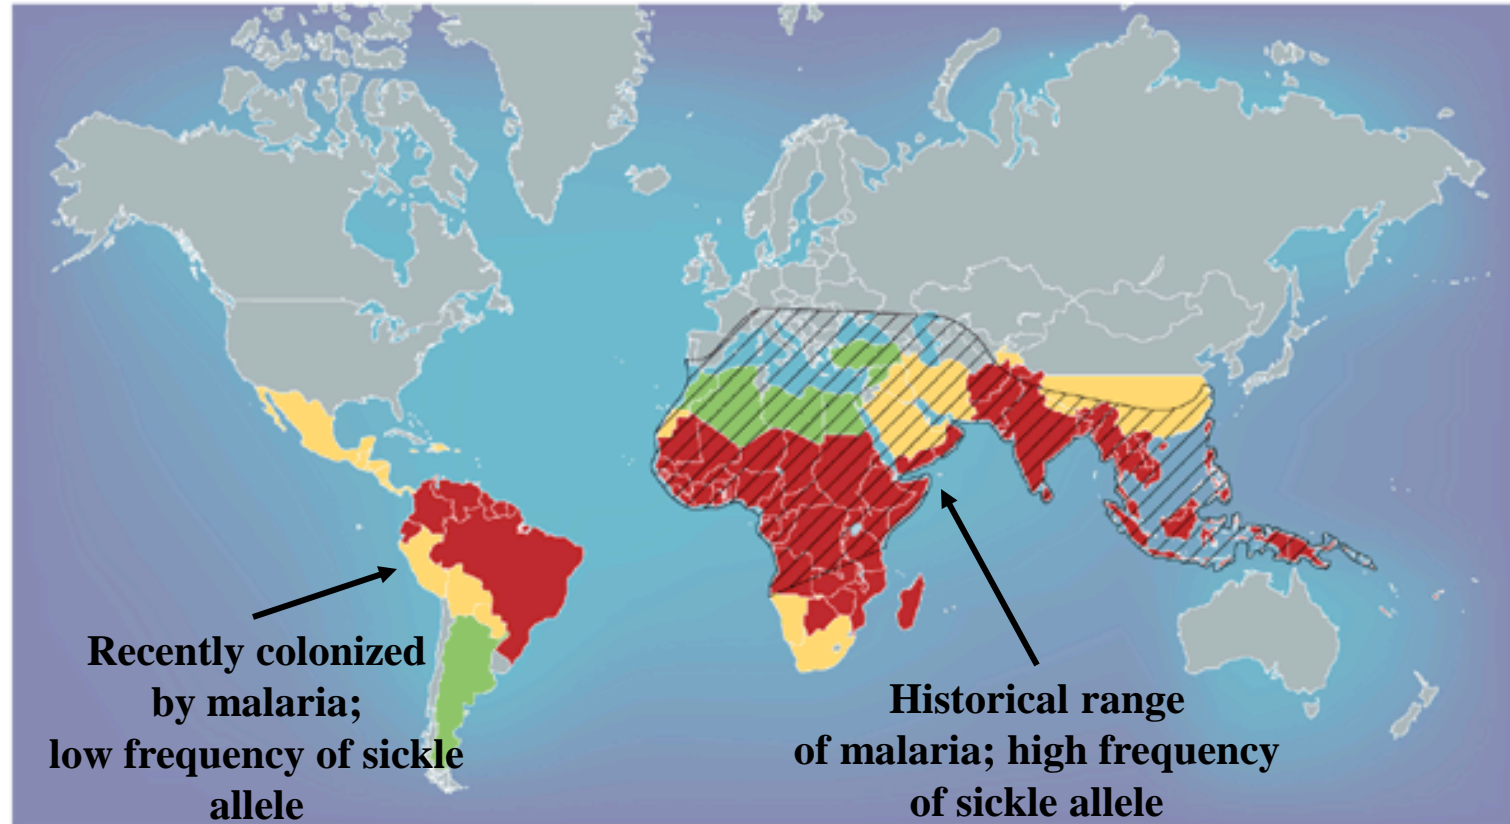 Recently colonized
by malaria;
low frequency of sickle
allele
Historical range
of malaria; high frequency
of sickle allele